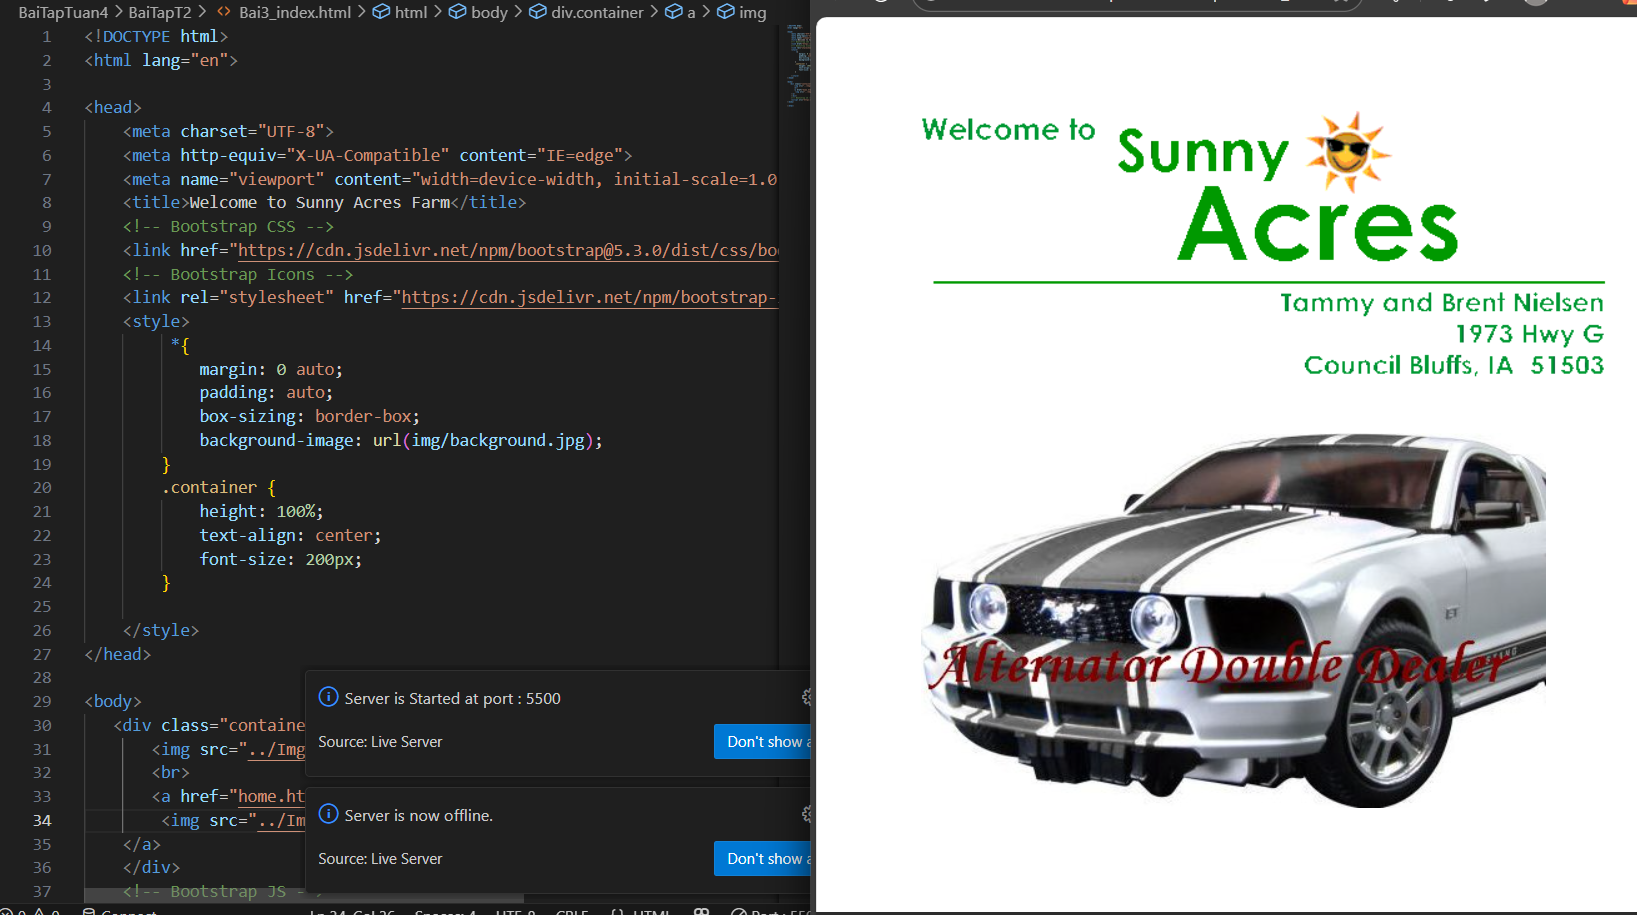 BaiTapTuan4 > BaiTapT2 > <> Bai3_index.html > html > body > div.container > a > img
1 <!DOCTYPE html>
2 <html lang="en">
3
4 <head>
5 <meta charset="UTF-8">
6 <meta http-equiv="X-UA-Compatible" content="IE=edge">
7 <meta name="viewport" content="width=device-width, initial-scale=1.0
8 <title>Welcome to Sunny Acres Farm</title>
9 <!-- Bootstrap CSS -->
10 <link href="https://cdn.jsdelivr.net/npm/bootstrap@5.3.0/dist/css/bo
11 <!-- Bootstrap Icons -->
12 <link rel="stylesheet" href="https://cdn.jsdelivr.net/npm/bootstrap-
13 <style>
14 *{
15 margin: 0 auto;
16 padding: auto;
17 box-sizing: border-box;
18 background-image: url(img/background.jpg);
19 }
20 .container {
21 height: 100%;
22 text-align: center;
23 font-size: 200px;
24 }
25
26 </style>
27 </head>
28
29 <body>
30 <div class="containe
31 <img src="../Img
32 <br>
33 <a href="home.ht
34 <img src="../Im
35 </a>
36 </div>
37 <!-- Bootstrap JS -
Server is Started at port : 5500
Source: Live Server
Don't show a
Server is now offline.
Source: Live Server
Don't show a
Welcome to
Sunny
Acres
Tammy and Brent Nielsen
1973 Hwy G
Council Bluffs, IA 51503
Alternator Double Dealer